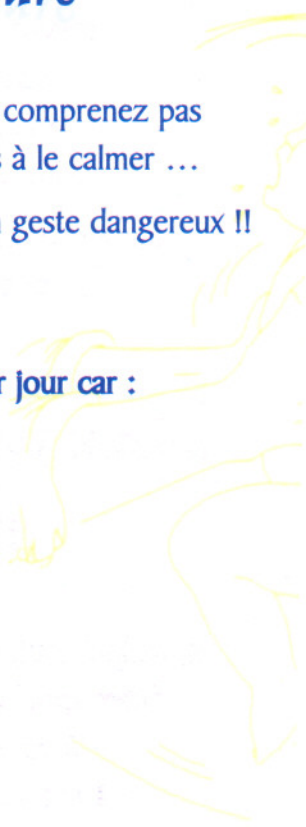 comprenez pas
à le calmer ...
geste dangereux !!
jour car :